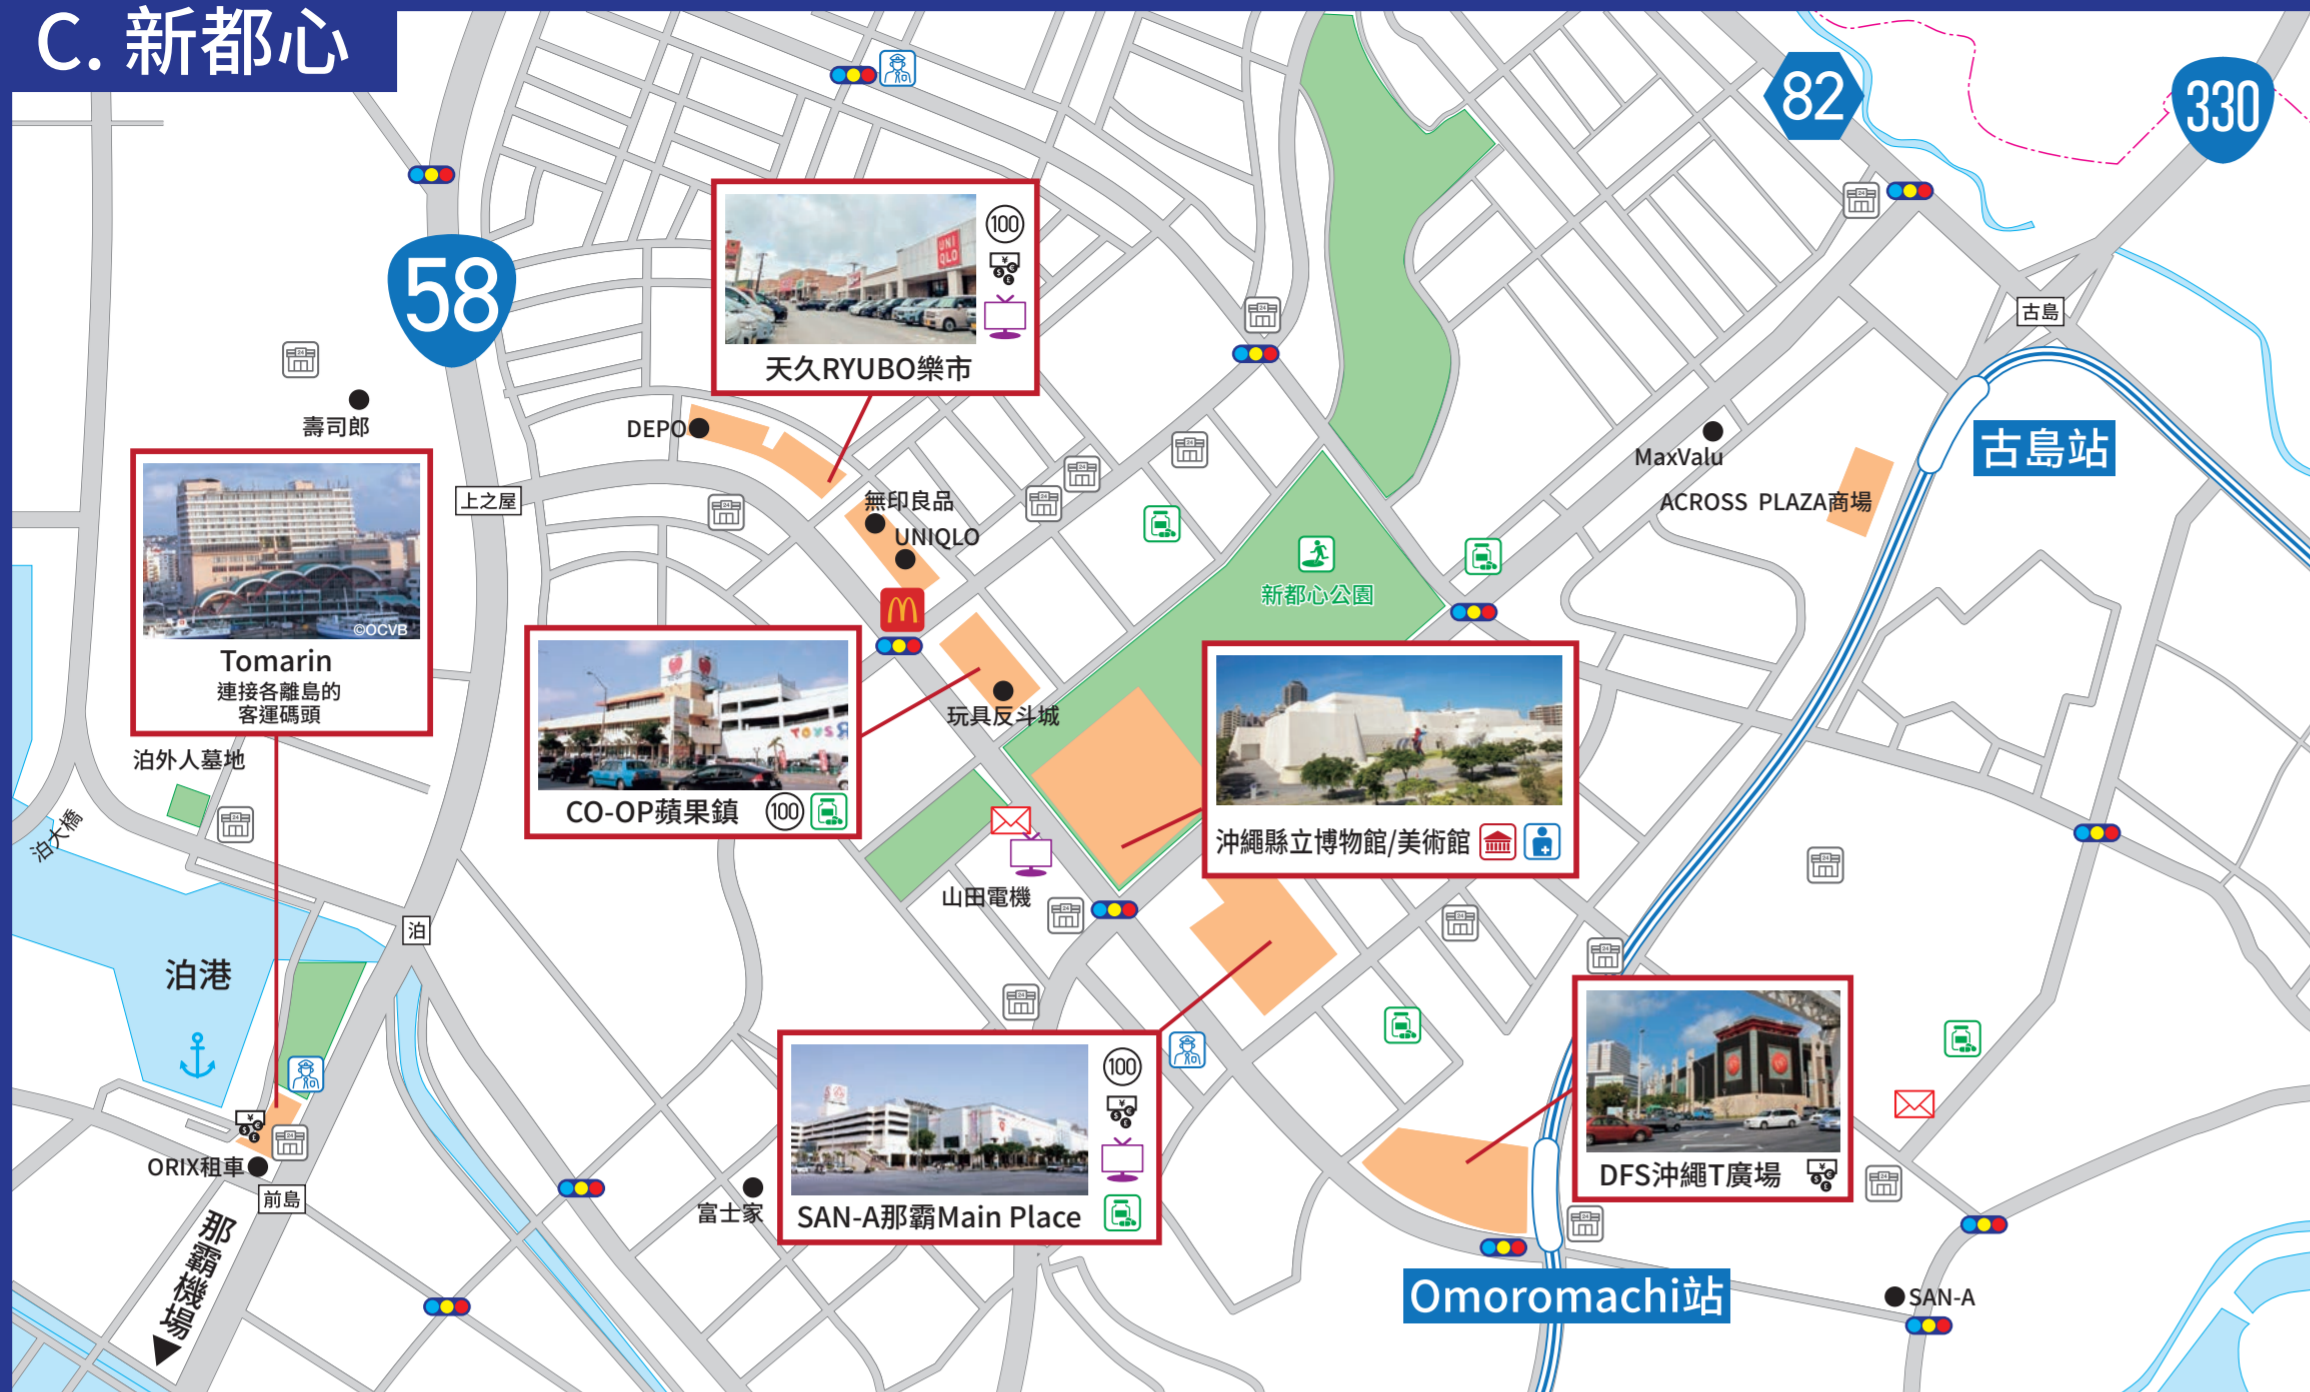 C. 新都心
82
330
58
古島
100
UNI
QLO
天久RYUBO樂市
壽司郎
DEPO
古島站
MaxValu
無印良品
上之屋
ACROSS PLAZA商場
UNIQLO
新都心公園
©OCVB
Tomarin
連接各離島的
客運碼頭
玩具反斗城
泊外人墓地
CO-OP蘋果鎮
100
沖繩縣立博物館/美術館
泊大橋
山田電機
泊
泊港
100
ORIX租車
前島
富士家
SAN-A那霸Main Place
DFS沖繩T廣場
那霸機場
Omoromachi站
SAN-A